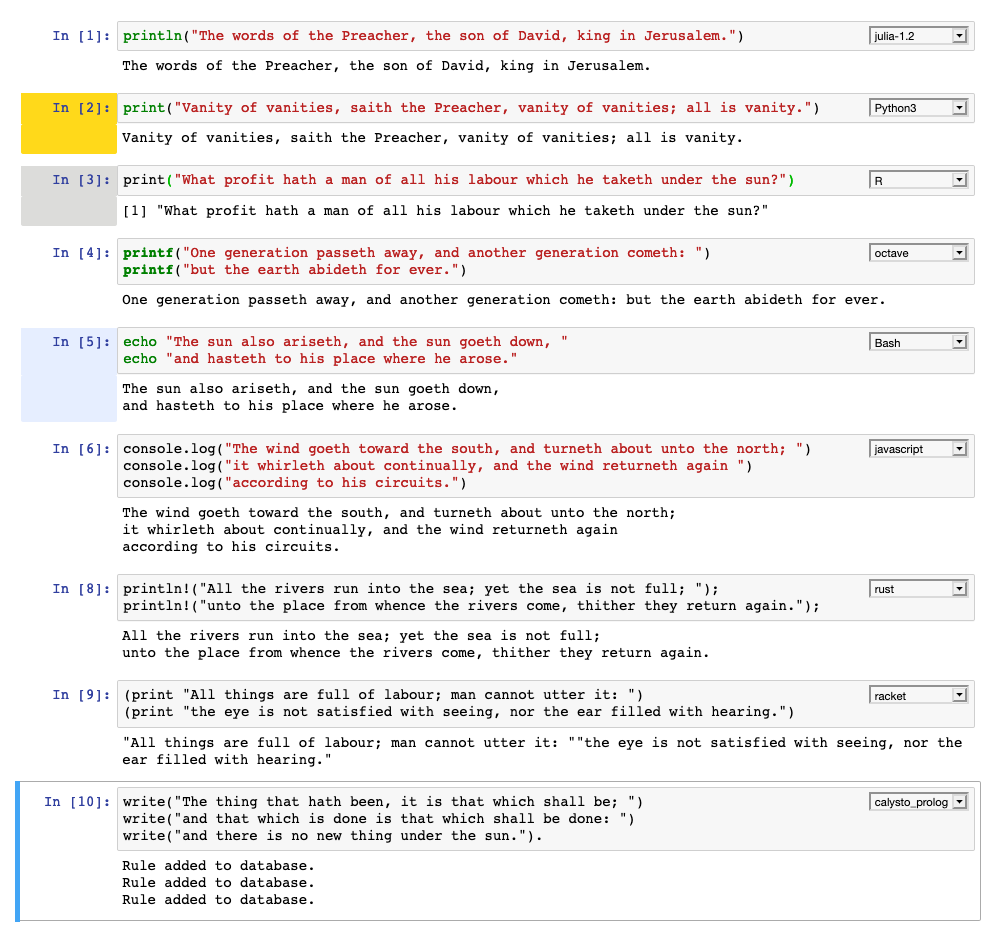 In [1]: println("The words of the Preacher, the son of David, king in Jerusalem.") julia-1.2
The words of the Preacher, the son of David, king in Jerusalem.
In [2]: print("Vanity of vanities, saith the Preacher, vanity of vanities; all is vanity.") Python3
Vanity of vanities, saith the Preacher, vanity of vanities; all is vanity.
In [3]: print("What profit hath a man of all his labour which he taketh under the sun?") R
[1] "What profit hath a man of all his labour which he taketh under the sun?"
In [4]: printf("One generation passeth away, and another generation cometh: ") octave
printf("but the earth abideth for ever.")
One generation passeth away, and another generation cometh: but the earth abideth for ever.
In [5]: echo "The sun also ariseth, and the sun goeth down, " Bash
echo "and hasteth to his place where he arose."
The sun also ariseth, and the sun goeth down,
and hasteth to his place where he arose.
In [6]: console.log("The wind goeth toward the south, and turneth about unto the north; ") javascript
console.log("it whirleth about continually, and the wind returneth again ")
console.log("according to his circuits.")
The wind goeth toward the south, and turneth about unto the north;
it whirleth about continually, and the wind returneth again
according to his circuits.
In [8]: println!("All the rivers run into the sea; yet the sea is not full; "); rust
println!("unto the place from whence the rivers come, thither they return again.");
All the rivers run into the sea; yet the sea is not full;
unto the place from whence the rivers come, thither they return again.
In [9]: (print "All things are full of labour; man cannot utter it: ") racket
(print "the eye is not satisfied with seeing, nor the ear filled with hearing.")
"All things are full of labour; man cannot utter it: ""the eye is not satisfied with seeing, nor the
ear filled with hearing."
In [10]: write("The thing that hath been, it is that which shall be; ") calysto_prolog
write("and that which is done is that which shall be done: ")
write("and there is no new thing under the sun.").
Rule added to database.
Rule added to database.
Rule added to database.